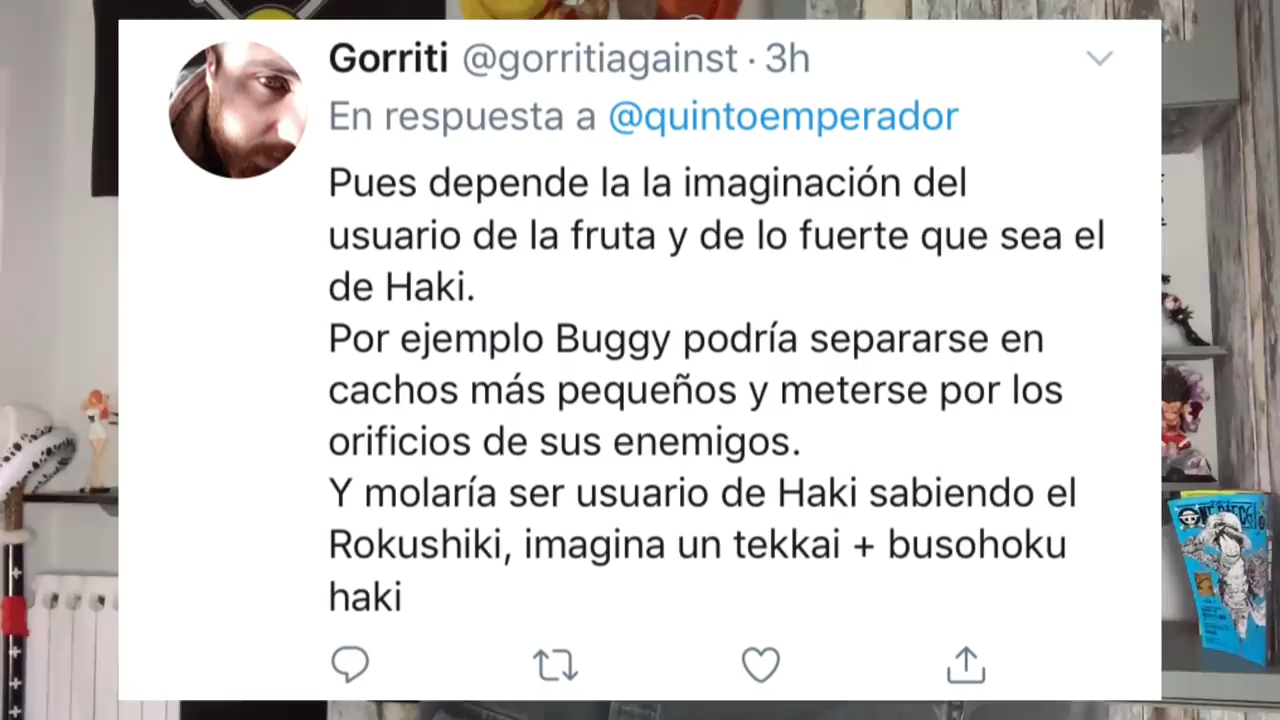 Gorriti @gorritiagainst · 3h
En respuesta a @quintoemperador
Pues depende la la imaginación del
usuario de la fruta y de lo fuerte que sea el
de Haki.
Por ejemplo Buggy podría separarse en
cachos más pequeños y meterse por los
orificios de sus enemigos.
Y molaría ser usuario de Haki sabiendo el
Rokushiki, imagina un tekkai + busohoku
haki
ONE PIECE